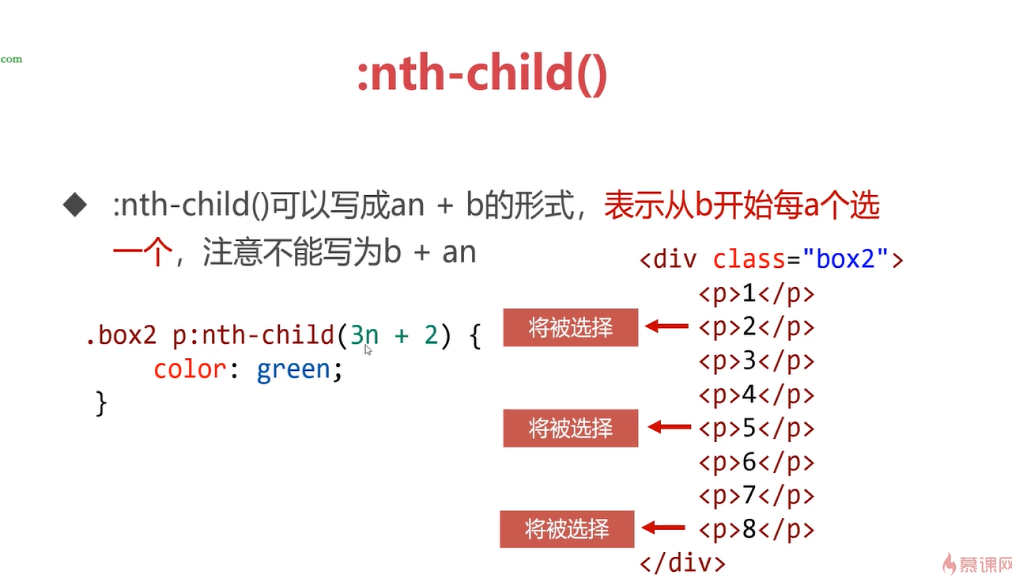 com
:nth-child()
◆ :nth-child()可以写成an + b的形式，表示从b开始每a个选
一个，注意不能写为b + an
.box2 p:nth-child(3n + 2) {
color: green;
}
<div class="box2">
<p>1</p>
将被选择 <p>2</p>
<p>3</p>
<p>4</p>
将被选择 <p>5</p>
<p>6</p>
<p>7</p>
将被选择 <p>8</p>
</div>
慕课网